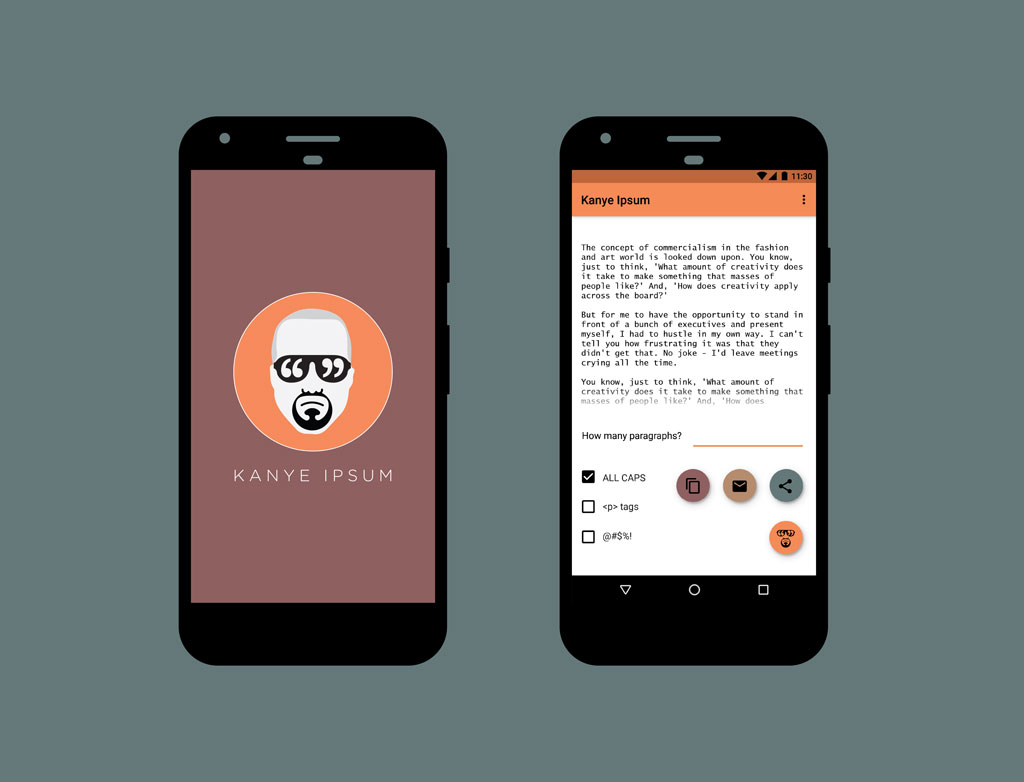 KANYE IPSUM
11:30
Kanye Ipsum
The concept of commercialism in the fashion
and art world is looked down upon. You know,
just to think, 'What amount of creativity does
it take to make something that masses of
people like?' And, 'How does creativity apply
across the board?'
But for me to have the opportunity to stand in
front of a bunch of executives and present
myself, I had to hustle in my own way. I can't
tell you how frustrating it was that they
didn't get that. No joke - I'd leave meetings
crying all the time.
You know, just to think, 'What amount of
creativity does it take to make something that
masses of people like?' And, 'How does
How many paragraphs?
ALL CAPS
<p> tags
@#$%!